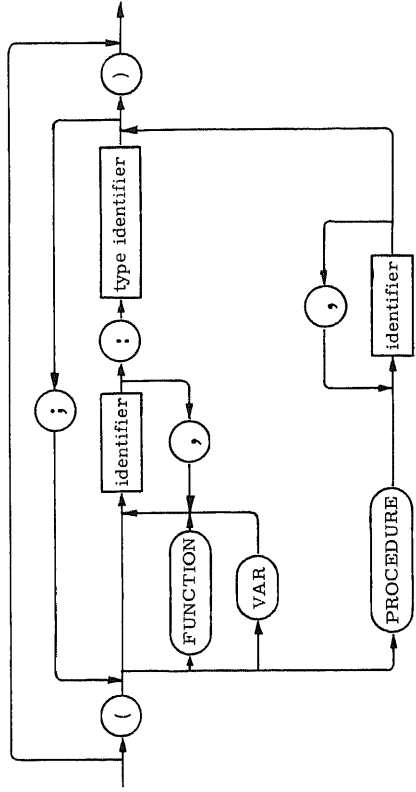 ;
(
identifier
:
type identifier
)
FUNCTION
,
VAR
,
PROCEDURE
identifier